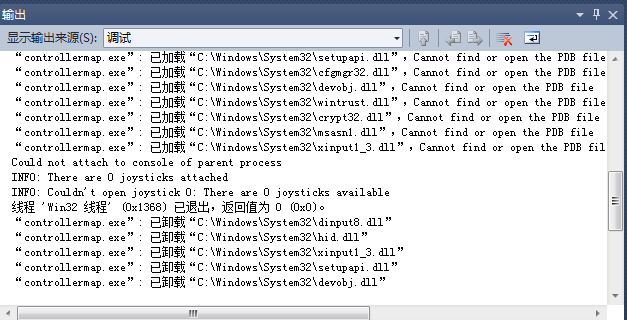 输出
显示输出来源(S): 调试
“controllermap.exe”: 已加载“C:\Windows\System32\setupapi.dll”, Cannot find or open the PDB file
“controllermap.exe”: 已加载“C:\Windows\System32\cfgmgr32.dll”, Cannot find or open the PDB file
“controllermap.exe”: 已加载“C:\Windows\System32\devobj.dll”, Cannot find or open the PDB file
“controllermap.exe”: 已加载“C:\Windows\System32\wintrust.dll”, Cannot find or open the PDB file
“controllermap.exe”: 已加载“C:\Windows\System32\crypt32.dll”, Cannot find or open the PDB file
“controllermap.exe”: 已加载“C:\Windows\System32\msasn1.dll”, Cannot find or open the PDB file
“controllermap.exe”: 已加载“C:\Windows\System32\xinput1_3.dll”, Cannot find or open the PDB file
Could not attach to console of parent process
INFO: There are 0 joysticks attached
INFO: Couldn't open joystick 0: There are 0 joysticks available
线程 'Win32 线程' (0x1368) 已退出，返回值为 0 (0x0)。
“controllermap.exe”: 已卸载“C:\Windows\System32\dinput8.dll”
“controllermap.exe”: 已卸载“C:\Windows\System32\hid.dll”
“controllermap.exe”: 已卸载“C:\Windows\System32\xinput1_3.dll”
“controllermap.exe”: 已卸载“C:\Windows\System32\setupapi.dll”
“controllermap.exe”: 已卸载“C:\Windows\System32\devobj.dll”